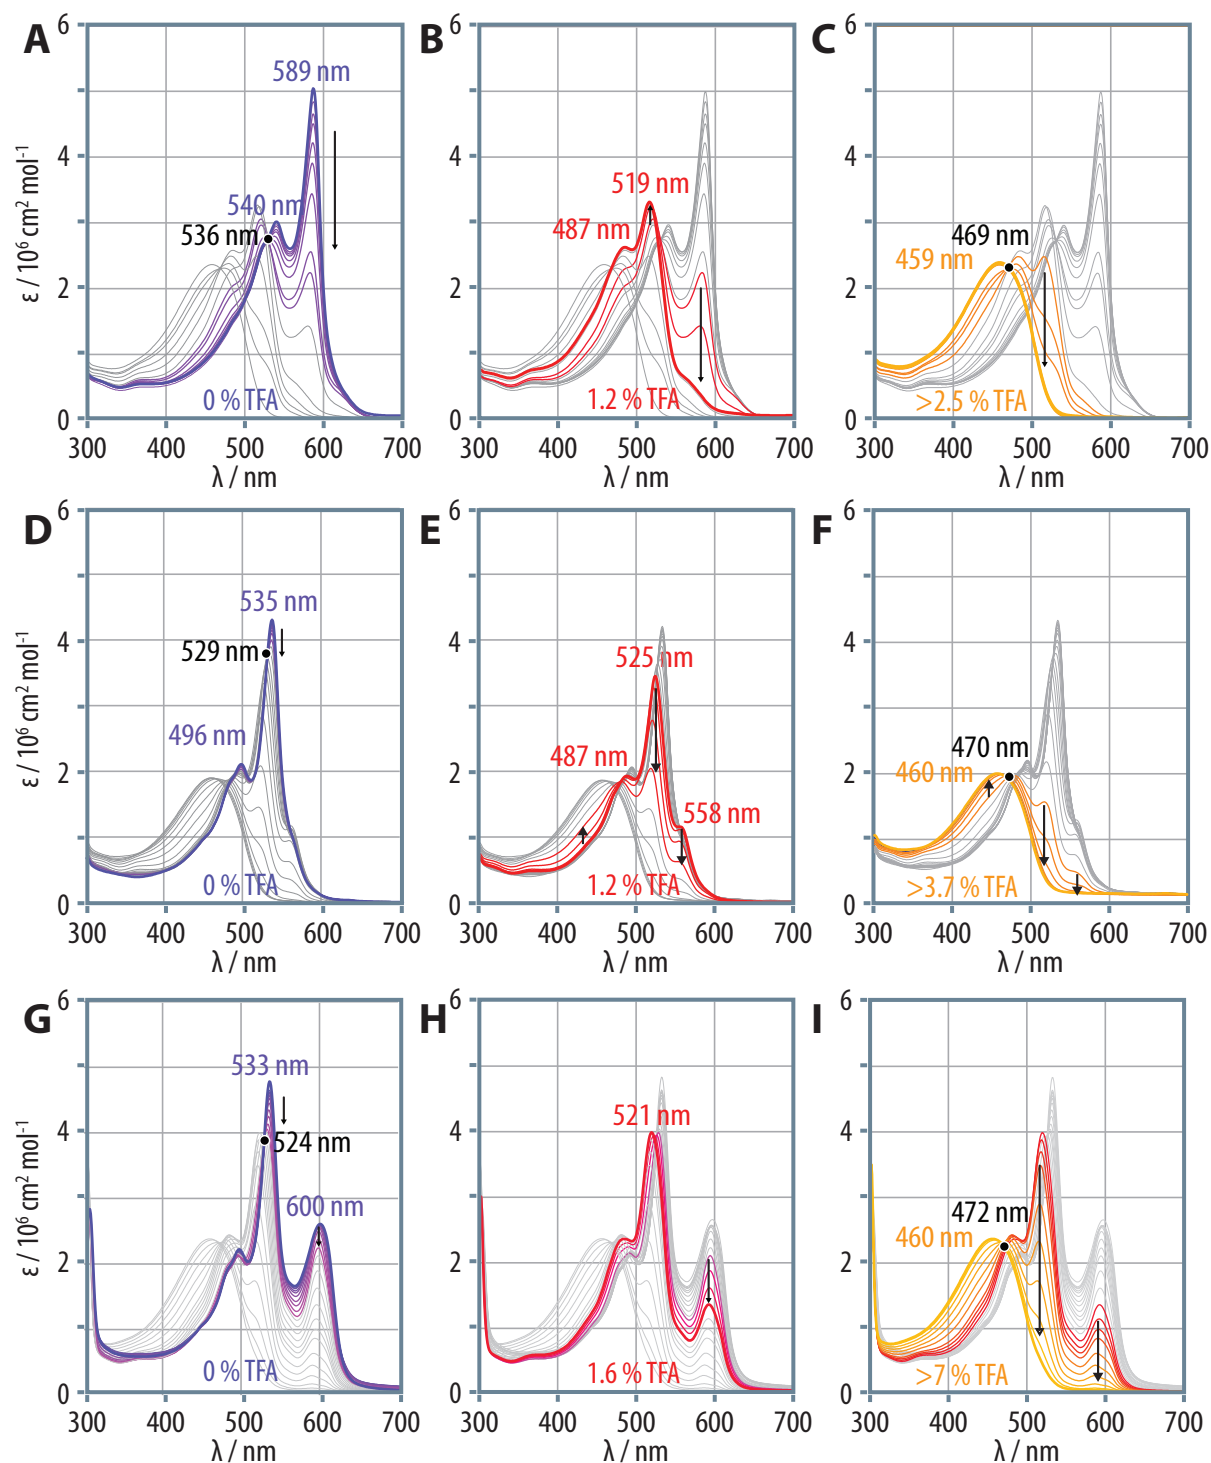 A
6
4
2
0
ε / 10⁶ cm² mol⁻¹
589 nm
540 nm
536 nm
0 % TFA
300 400 500 600 700
λ / nm
B
6
4
2
0
519 nm
487 nm
1.2 % TFA
300 400 500 600 700
λ / nm
C
6
4
2
0
469 nm
459 nm
>2.5 % TFA
300 400 500 600 700
λ / nm
D
6
4
2
0
ε / 10⁶ cm² mol⁻¹
535 nm
529 nm
496 nm
0 % TFA
300 400 500 600 700
λ / nm
E
6
4
2
0
525 nm
487 nm
558 nm
1.2 % TFA
300 400 500 600 700
λ / nm
F
6
4
2
0
470 nm
460 nm
>3.7 % TFA
300 400 500 600 700
λ / nm
G
6
4
2
0
ε / 10⁶ cm² mol⁻¹
533 nm
524 nm
600 nm
0 % TFA
300 400 500 600 700
λ / nm
H
6
4
2
0
521 nm
1.6 % TFA
300 400 500 600 700
λ / nm
I
6
4
2
0
472 nm
460 nm
>7 % TFA
300 400 500 600 700
λ / nm